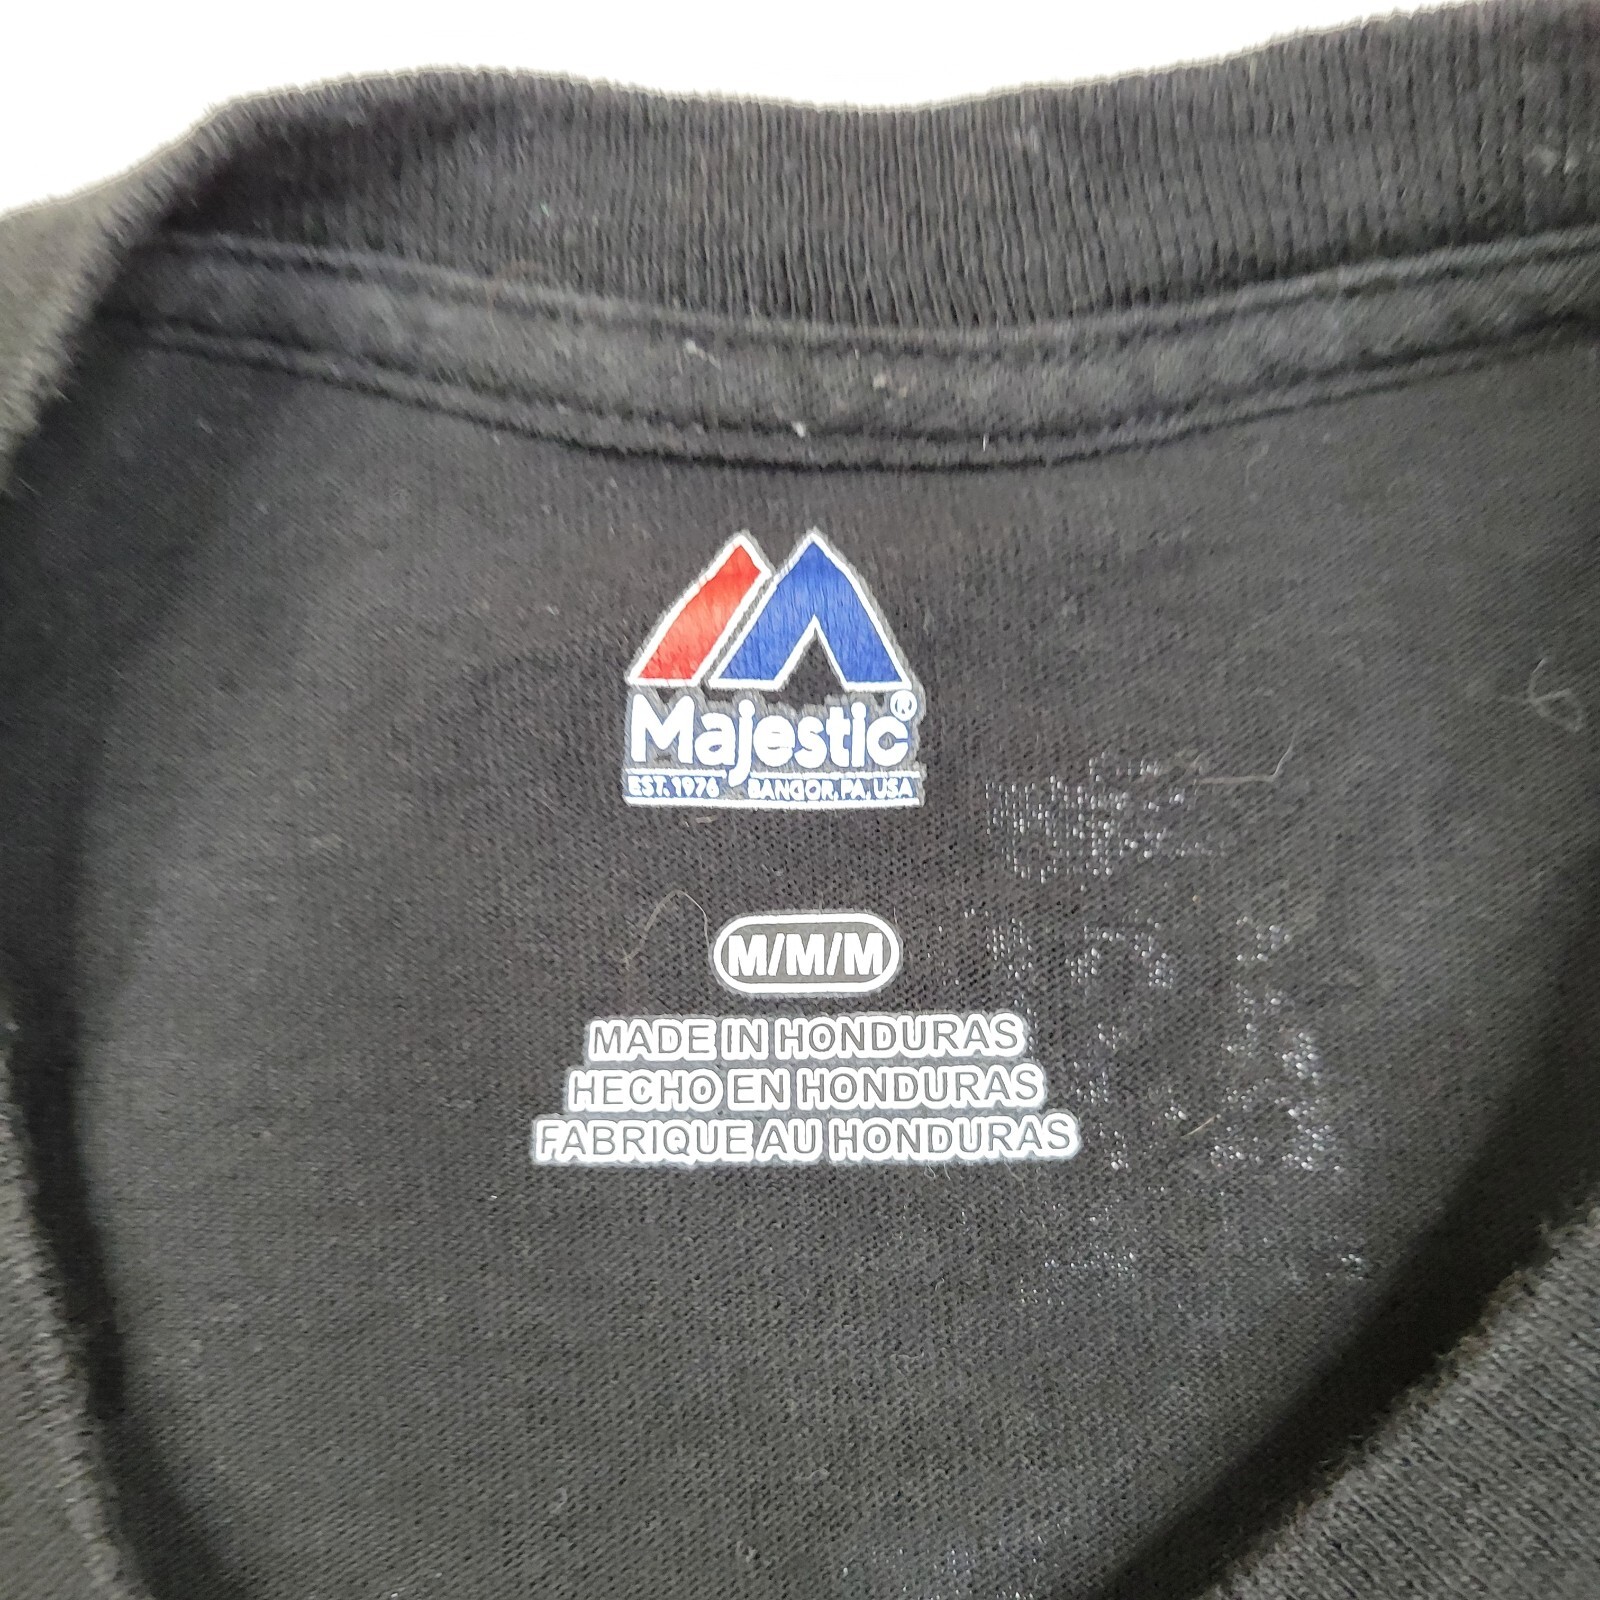 Majestic®
EST. 1976 BANGOR, PA, USA
M/M/M
MADE IN HONDURAS
HECHO EN HONDURAS
FABRIQUE AU HONDURAS